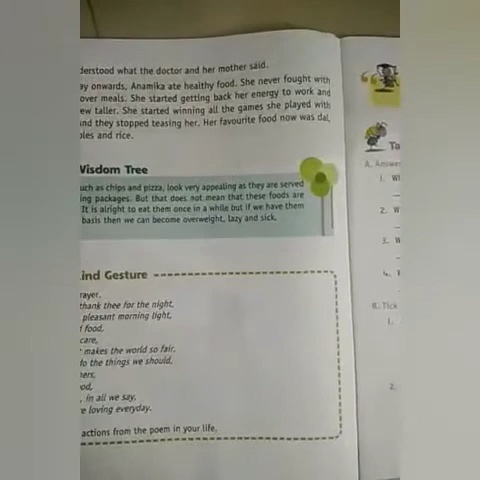 derstood what the doctor and her mother said.
ay onwards, Anamika ate healthy food. She never fought with
over meals. She started getting back her energy to work and
ew taller. She started winning all the games she played with
nd they stopped teasing her. Her favourite food now was dal,
les and rice.
Wisdom Tree
uch as chips and pizza, look very appealing as they are served
ing packages. But that does not mean that these foods are
It is alright to eat them once in a while but if we have them
basis then we can become overweight, lazy and sick.
ind Gesture
rayer,
thank thee for the night,
pleasant morning light,
food,
care,
makes the world so fair.
to the things we should,
ers,
od,
, in all we say,
e loving everyday.
actions from the poem in your life.
Ta
A. Answe
1. Wh
2. W
3. W
4.
B. Tick
1.
2.